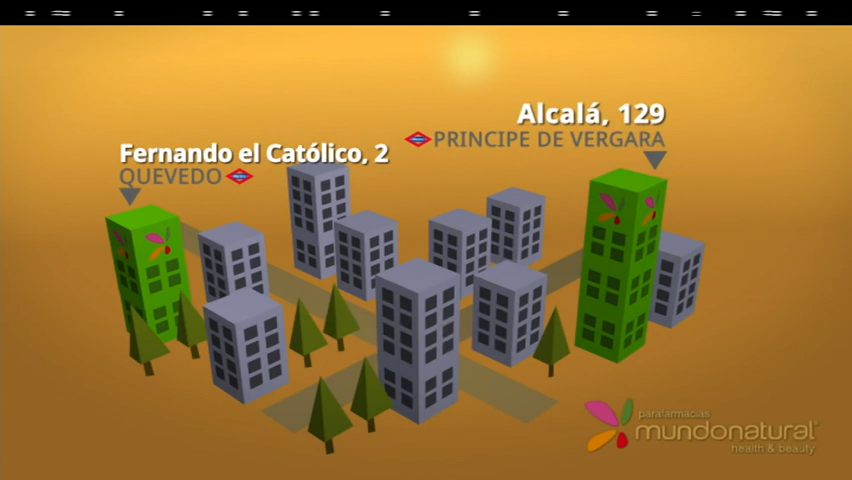 Alcalá, 129
PRINCIPE DE VERGARA
Fernando el Católico, 2
QUEVEDO
parafarmacias
mundonatural
health & beauty